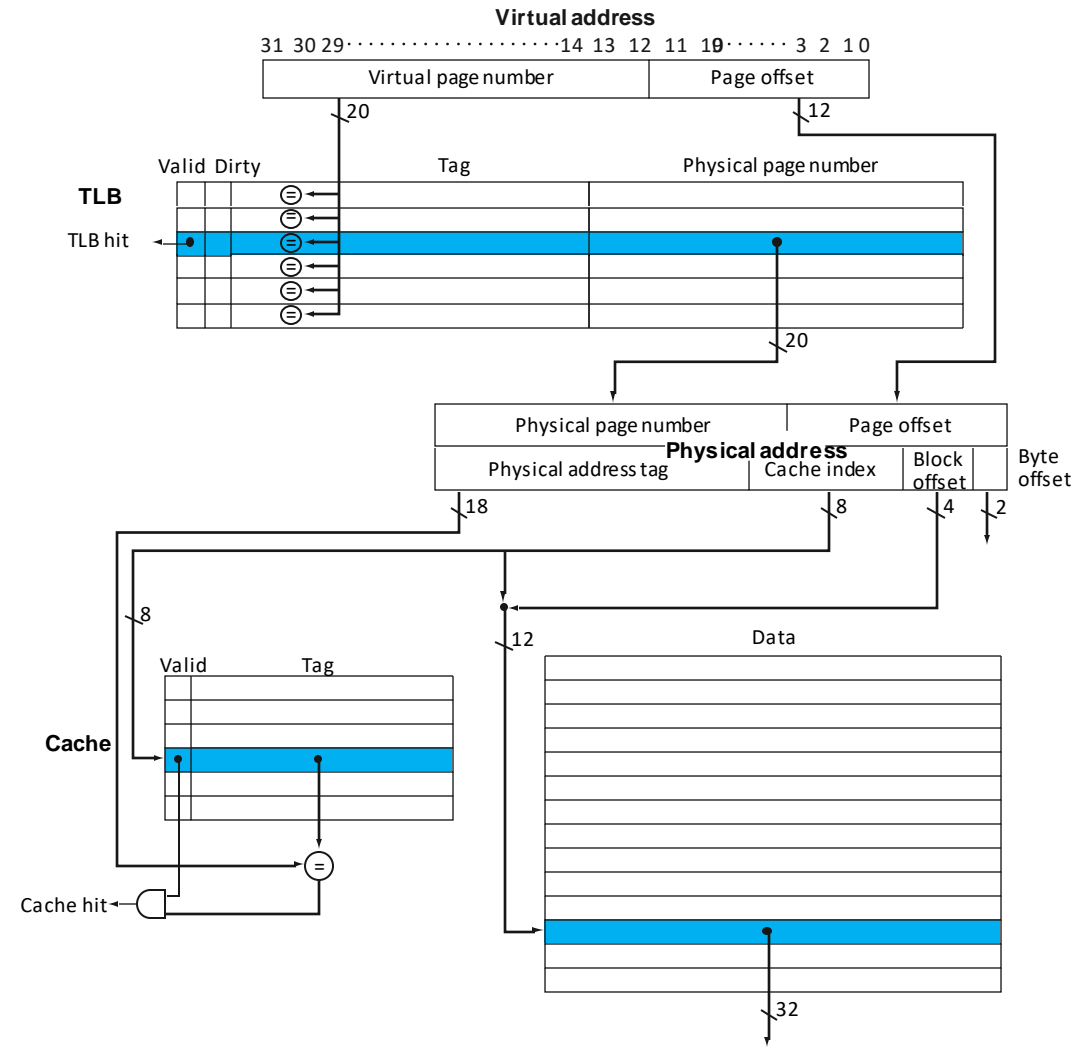 Virtual address
31 30 29 · · · · · · · · · · · · · · · · · · · · · 14 13 12 11 10 9 · · · · · · 3 2 1 0
Virtual page number Page offset
20 12
Valid Dirty Tag Physical page number
TLB
=
=
TLB hit =
=
=
=
20
Physical page number Page offset
Physical address
Physical address tag Cache index Block offset Byte offset
18 8 4 2
8
12
Data
Valid Tag
Cache
=
Cache hit
32